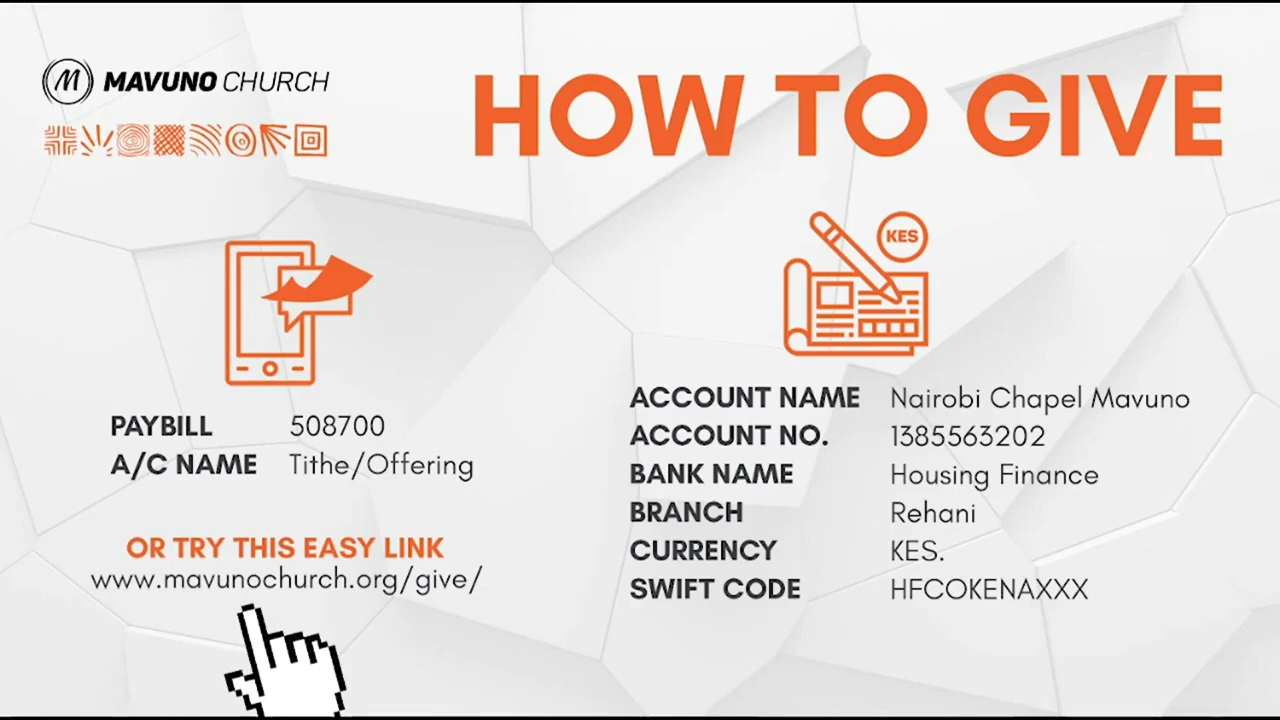 M MAVUNO CHURCH
HOW TO GIVE
KES
PAYBILL 508700
A/C NAME Tithe/Offering
OR TRY THIS EASY LINK
www.mavunochurch.org/give/
ACCOUNT NAME Nairobi Chapel Mavuno
ACCOUNT NO. 1385563202
BANK NAME Housing Finance
BRANCH Rehani
CURRENCY KES.
SWIFT CODE HFCOKENAXXX